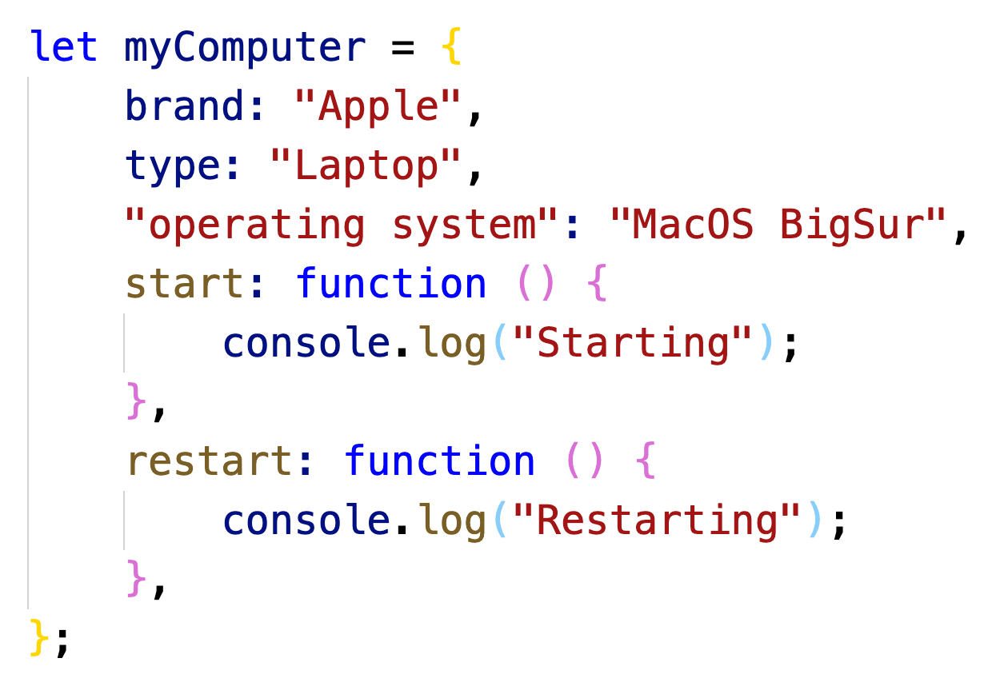 let myComputer = {
    brand: "Apple",
    type: "Laptop",
    "operating system": "MacOS BigSur",
    start: function () {
        console.log("Starting");
    },
    restart: function () {
        console.log("Restarting");
    },
};